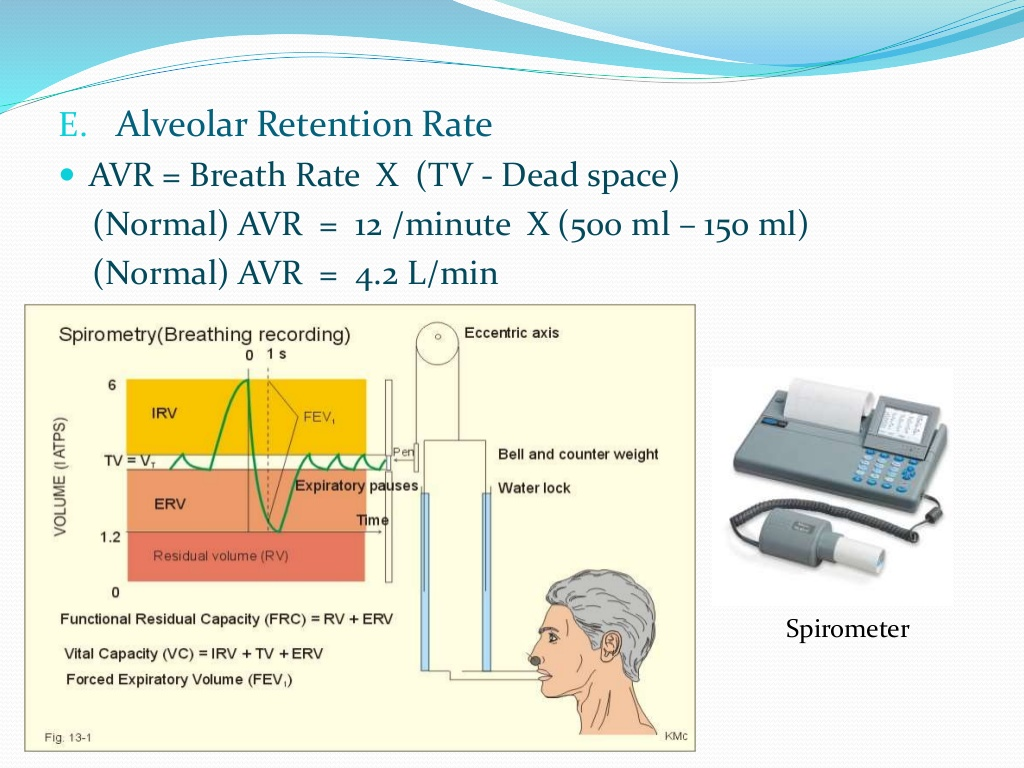 E. Alveolar Retention Rate
• AVR = Breath Rate X (TV - Dead space)
(Normal) AVR = 12 /minute X (500 ml – 150 ml)
(Normal) AVR = 4.2 L/min
Spirometry(Breathing recording)
0 1 s
Eccentric axis
6
IRV
FEV₁
VOLUME (l ATPS)
TV = V_T
Pen
Bell and counter weight
Expiratory pauses
Water lock
ERV
Time
1.2
Residual volume (RV)
0
Functional Residual Capacity (FRC) = RV + ERV
Vital Capacity (VC) = IRV + TV + ERV
Forced Expiratory Volume (FEV₁)
Fig. 13-1
KMc
Spirometer